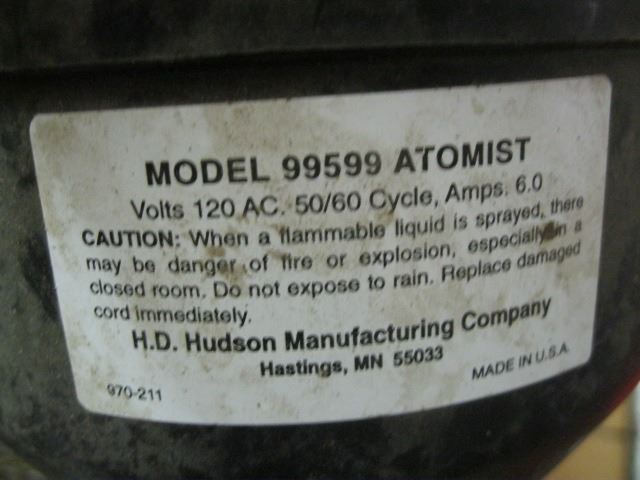 MODEL 99599 ATOMIST
Volts 120 AC. 50/60 Cycle, Amps. 6.0
CAUTION: When a flammable liquid is sprayed, there
may be danger of fire or explosion, especially in a
closed room. Do not expose to rain. Replace damaged
cord immediately.
H.D. Hudson Manufacturing Company
Hastings, MN 55033
970-211 MADE IN U.S.A.